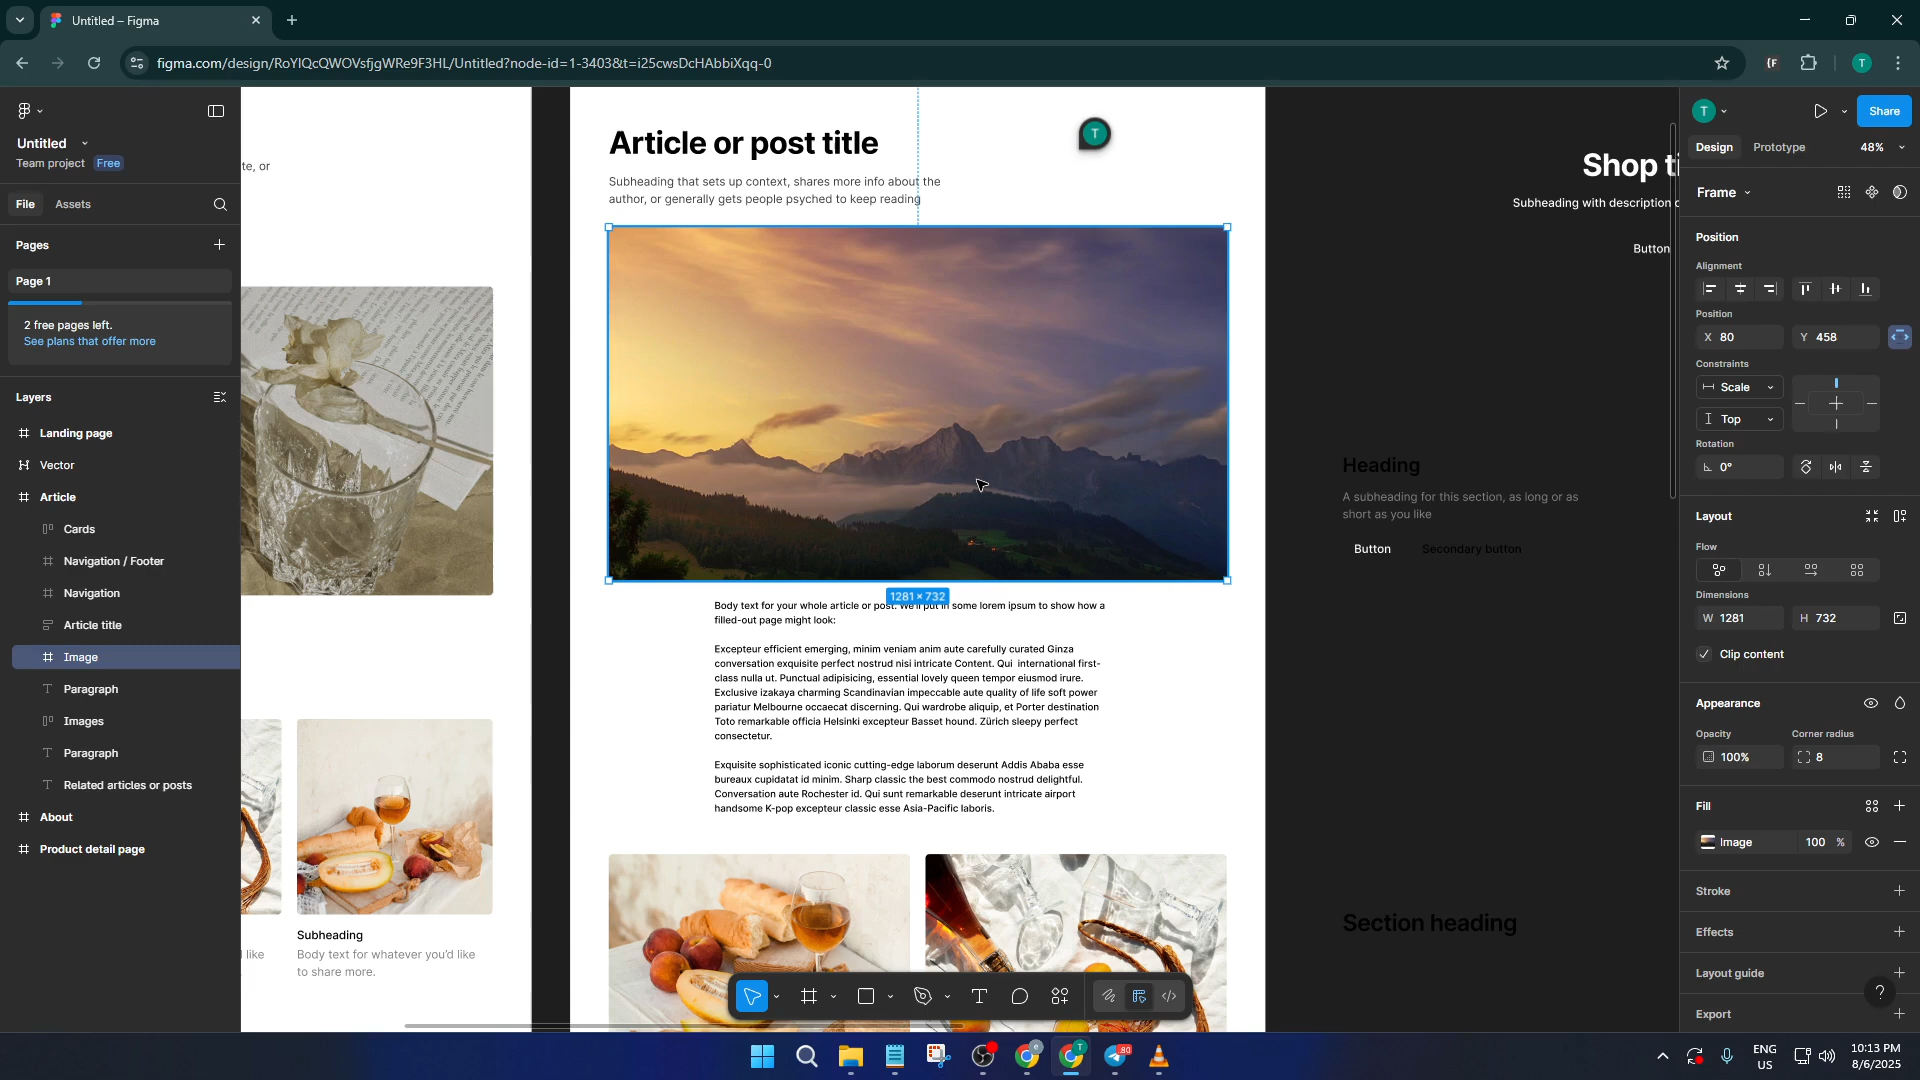 Untitled – Figma
figma.com/design/RoYIQcQWOVsfjgWRe9F3HL/Untitled?node-id=1-3403&t=i25cwsDcHAbbiXqq-0
T
Untitled
Team project Free
File Assets
Pages
Page 1
2 free pages left.
See plans that offer more
Layers
Landing page
Vector
Article
Cards
Navigation / Footer
Navigation
Article title
Image
Paragraph
Images
Paragraph
Related articles or posts
About
Product detail page
te, or
Subheading
Body text for whatever you'd like
to share more.
l like
Article or post title
Subheading that sets up context, shares more info about the
author, or generally gets people psyched to keep reading
T
1281 × 732
Body text for your whole article or post. We'll put in some lorem ipsum to show how a
filled-out page might look:
Excepteur efficient emerging, minim veniam anim aute carefully curated Ginza
conversation exquisite perfect nostrud nisi intricate Content. Qui international first-
class nulla ut. Punctual adipisicing, essential lovely queen tempor eiusmod irure.
Exclusive izakaya charming Scandinavian impeccable aute quality of life soft power
pariatur Melbourne occaecat discerning. Qui wardrobe aliquip, et Porter destination
Toto remarkable officia Helsinki excepteur Basset hound. Zürich sleepy perfect
consectetur.
Exquisite sophisticated iconic cutting-edge laborum deserunt Addis Ababa esse
bureaux cupidatat id minim. Sharp classic the best commodo nostrud delightful.
Conversation aute Rochester id. Qui sunt remarkable deserunt intricate airport
handsome K-pop excepteur classic esse Asia-Pacific laboris.
Shop ti
Subheading with description o
Button
Heading
A subheading for this section, as long or as
short as you like
Button Secondary button
Section heading
T Share
Design Prototype 48%
Frame
Position
Alignment
Position
X 80 Y 458
Constraints
Scale
Top
Rotation
0°
Layout
Flow
Dimensions
W 1281 H 732
Clip content
Appearance
Opacity Corner radius
100% 8
Fill
Image 100 %
Stroke
Effects
Layout guide
Export
?
80
T
ENG
US
10:13 PM
8/6/2025